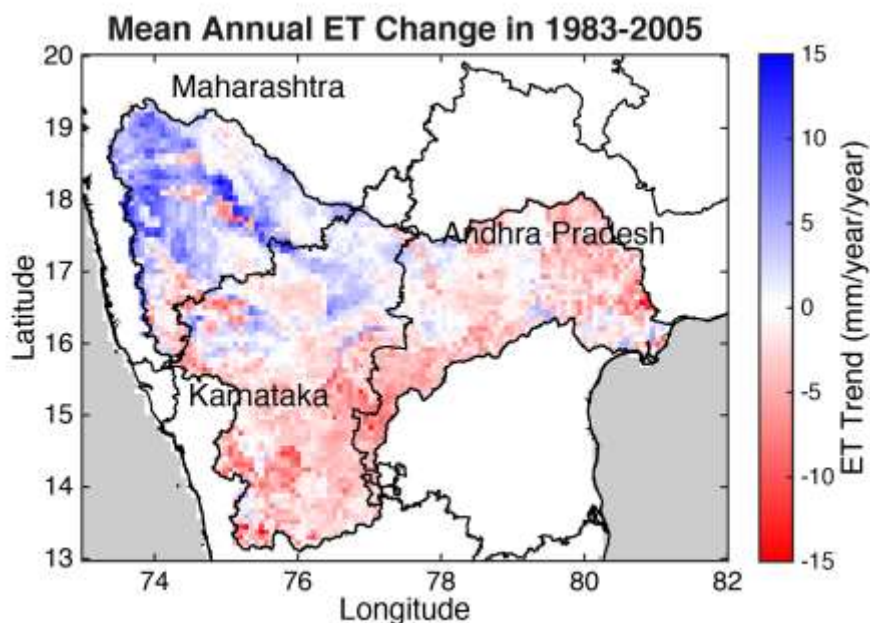 Mean Annual ET Change in 1983-2005
20
19
18
17
16
15
14
13
Latitude
74
76
78
80
82
Longitude
Maharashtra
Andhra Pradesh
Karnataka
15
10
5
0
-5
-10
-15
ET Trend (mm/year/year)